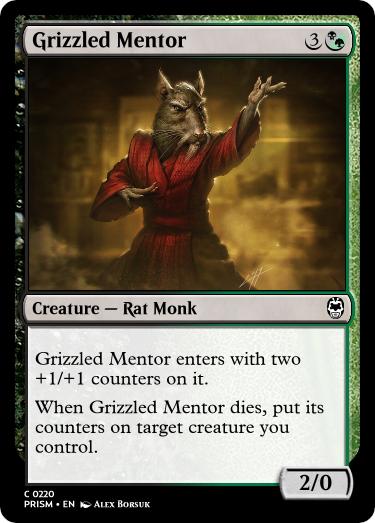 Grizzled Mentor 3
Creature — Rat Monk
Grizzled Mentor enters with two
+1/+1 counters on it.
When Grizzled Mentor dies, put its
counters on target creature you
control.
2/0
C 0220
PRISM • EN Alex Borsuk